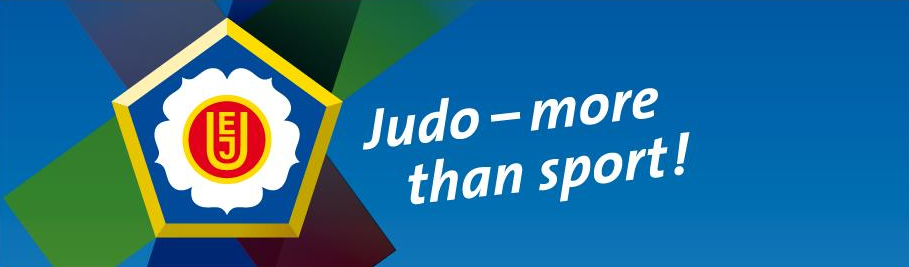 EJU
Judo – more
than sport!